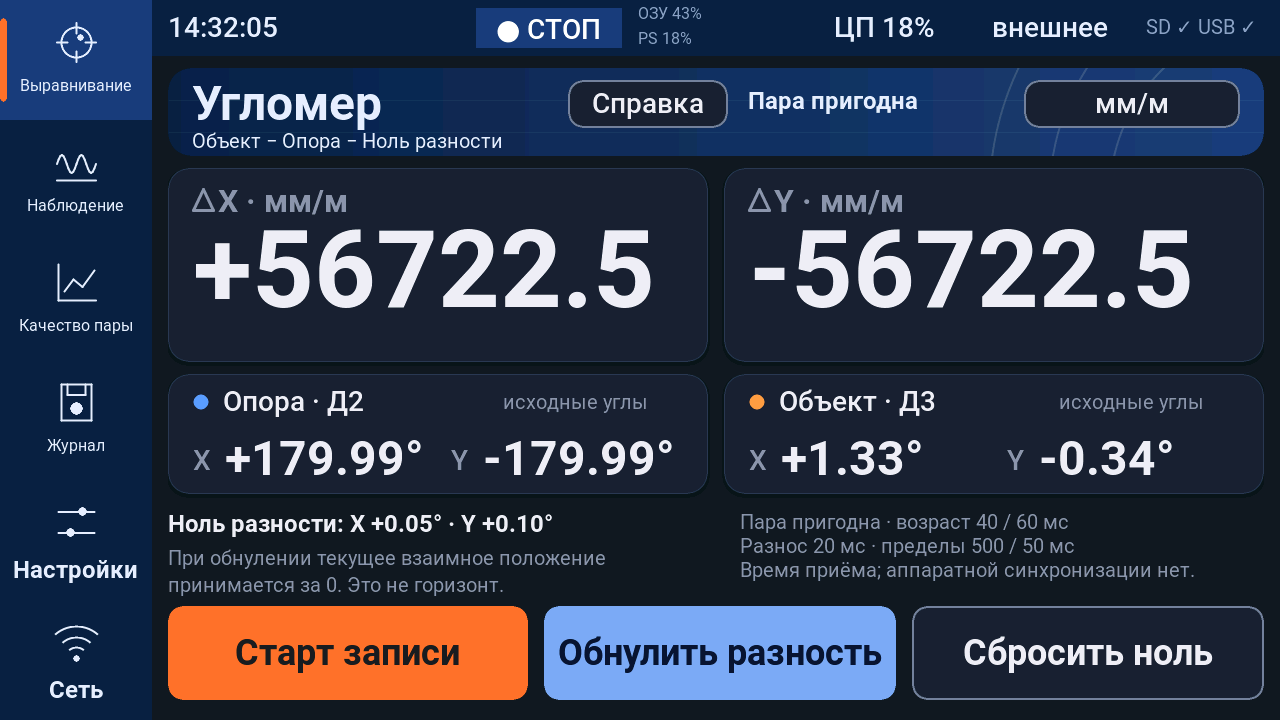 14:32:05
● СТОП
ОЗУ 43%
PS 18%
ЦП 18%
внешнее
SD ✓ USB ✓
Выравнивание
Наблюдение
Качество пары
Журнал
Настройки
Сеть
Угломер
Объект – Опора – Ноль разности
Справка
Пара пригодна
мм/м
ΔX · мм/м
+56722.5
ΔY · мм/м
-56722.5
Опора · Д2
исходные углы
X +179.99° Y -179.99°
Объект · Д3
исходные углы
X +1.33° Y -0.34°
Ноль разности: X +0.05° · Y +0.10°
При обнулении текущее взаимное положение
принимается за 0. Это не горизонт.
Пара пригодна · возраст 40 / 60 мс
Разнос 20 мс · пределы 500 / 50 мс
Время приёма; аппаратной синхронизации нет.
Старт записи
Обнулить разность
Сбросить ноль